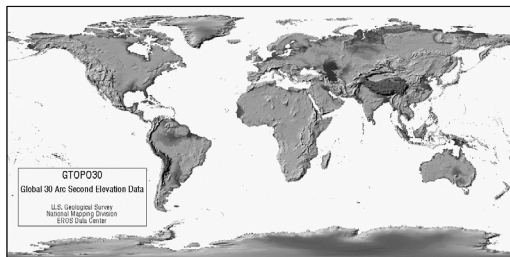 GTOPO30
Global 30 Arc Second Elevation Data
U.S. Geological Survey
National Mapping Division
EROS Data Center